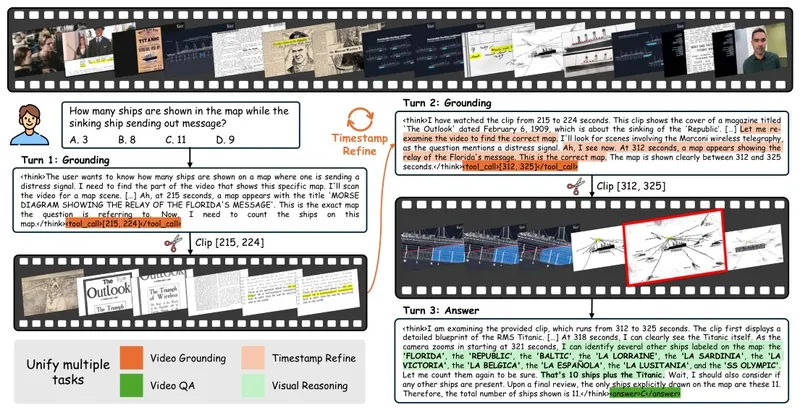 How many ships are shown in the map while the
sinking ship sending out message?
A. 3 B. 8 C. 11 D. 9
Turn 1: Grounding
<think>The user wants to know how many ships are shown on a map where one is sending a
distress signal. I need to find the part of the video that shows this specific map. I'll scan
the video for a map scene. [...] Ah, at 215 seconds, a map appears with the title 'MORSE
DIAGRAM SHOWING THE RELAY OF THE FLORIDA'S MESSAGE'. This is the exact map
the question is referring to. Now, I need to count the ships on this
map.</think><tool_call>[215, 224]</tool_call>
Clip [215, 224]
The
Outlook
The Triumph
of Wireless
Unify multiple
tasks
Video Grounding
Timestamp Refine
Video QA
Visual Reasoning
Timestamp
Refine
Turn 2: Grounding
<think>I have watched the clip from 215 to 224 seconds. This clip shows the cover of a magazine titled
'The Outlook' dated February 6, 1909, which is about the sinking of the 'Republic'. [...] Let me re-
examine the video to find the correct map. I'll look for scenes involving the Marconi wireless telegraphy,
as the question mentions a distress signal. Ah, I see now. At 312 seconds, a map appears showing the
relay of the Florida's message. This is the correct map. The map is shown clearly between 312 and 325
seconds.</think><tool_call>[312, 325]</tool_call>
Clip [312, 325]
Turn 3: Answer
<think>I am examining the provided clip, which runs from 312 to 325 seconds. The clip first displays a
detailed blueprint of the RMS Titanic. [...] At 318 seconds, I can clearly see the Titanic itself. As the
camera zooms in starting at 321 seconds, I can identify several other ships labeled on the map: the
'FLORIDA', the 'REPUBLIC', the 'BALTIC', the 'LA LORRAINE', the 'LA SARDINIA', the 'LA
VICTORIA', the 'LA BELGICA', the 'LA ESPAÑOLA', the 'LA LUSITANIA', and the 'SS OLYMPIC'.
Let me count them again to be sure. That's 10 ships plus the Titanic. Wait, I should also consider if
any other ships are present. Upon a final review, the only ships explicitly drawn on the map are these 11.
Therefore, the total number of ships shown is 11.</think><answer>C</answer>